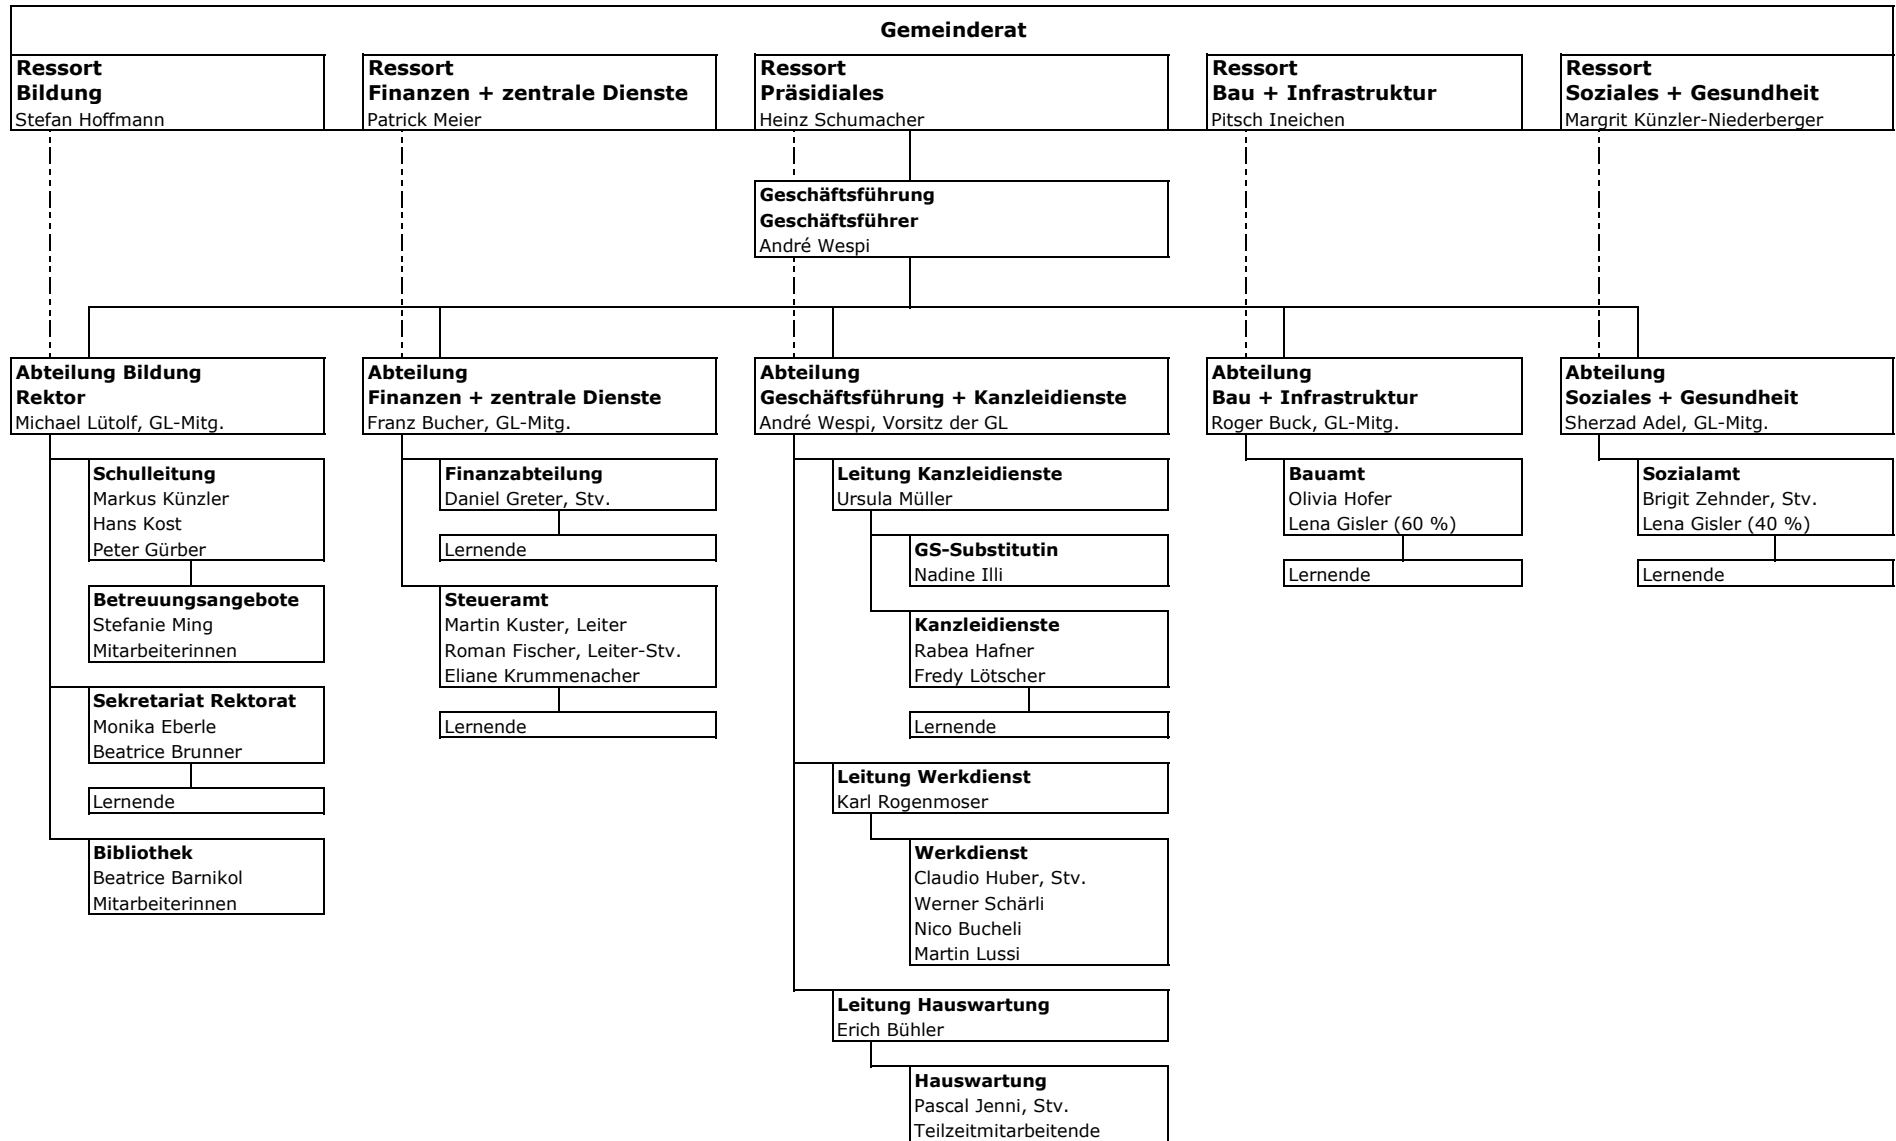 Gemeinderat
Ressort
Bildung
Stefan Hoffmann
Ressort
Finanzen + zentrale Dienste
Patrick Meier
Ressort
Präsidiales
Heinz Schumacher
Ressort
Bau + Infrastruktur
Pitsch Ineichen
Ressort
Soziales + Gesundheit
Margrit Künzler-Niederberger
Geschäftsführung
Geschäftsführer
André Wespi
Abteilung Bildung
Rektor
Michael Lütolf, GL-Mitg.
Schulleitung
Markus Künzler
Hans Kost
Peter Gürber
Betreuungsangebote
Stefanie Ming
Mitarbeiterinnen
Sekretariat Rektorat
Monika Eberle
Beatrice Brunner
Lernende
Bibliothek
Beatrice Barnikol
Mitarbeiterinnen
Abteilung
Finanzen + zentrale Dienste
Franz Bucher, GL-Mitg.
Finanzabteilung
Daniel Greter, Stv.
Lernende
Steueramt
Martin Kuster, Leiter
Roman Fischer, Leiter-Stv.
Eliane Krummenacher
Lernende
Abteilung
Geschäftsführung + Kanzleidienste
André Wespi, Vorsitz der GL
Leitung Kanzleidienste
Ursula Müller
GS-Substitutin
Nadine Illi
Kanzleidienste
Rabea Hafner
Fredy Lötscher
Lernende
Leitung Werkdienst
Karl Rogenmoser
Werkdienst
Claudio Huber, Stv.
Werner Schärli
Nico Bucheli
Martin Lussi
Leitung Hauswartung
Erich Bühler
Hauswartung
Pascal Jenni, Stv.
Teilzeitmitarbeitende
Abteilung
Bau + Infrastruktur
Roger Buck, GL-Mitg.
Bauamt
Olivia Hofer
Lena Gisler (60 %)
Lernende
Abteilung
Soziales + Gesundheit
Sherzad Adel, GL-Mitg.
Sozialamt
Brigit Zehnder, Stv.
Lena Gisler (40 %)
Lernende